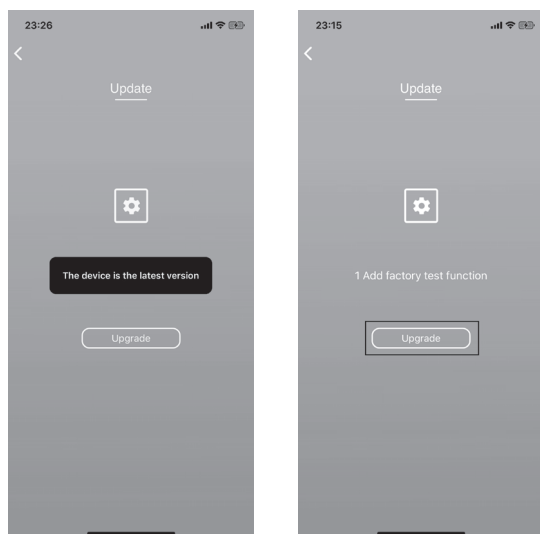 23:26
Update
The device is the latest version
Upgrade
23:15
Update
1 Add factory test function
Upgrade